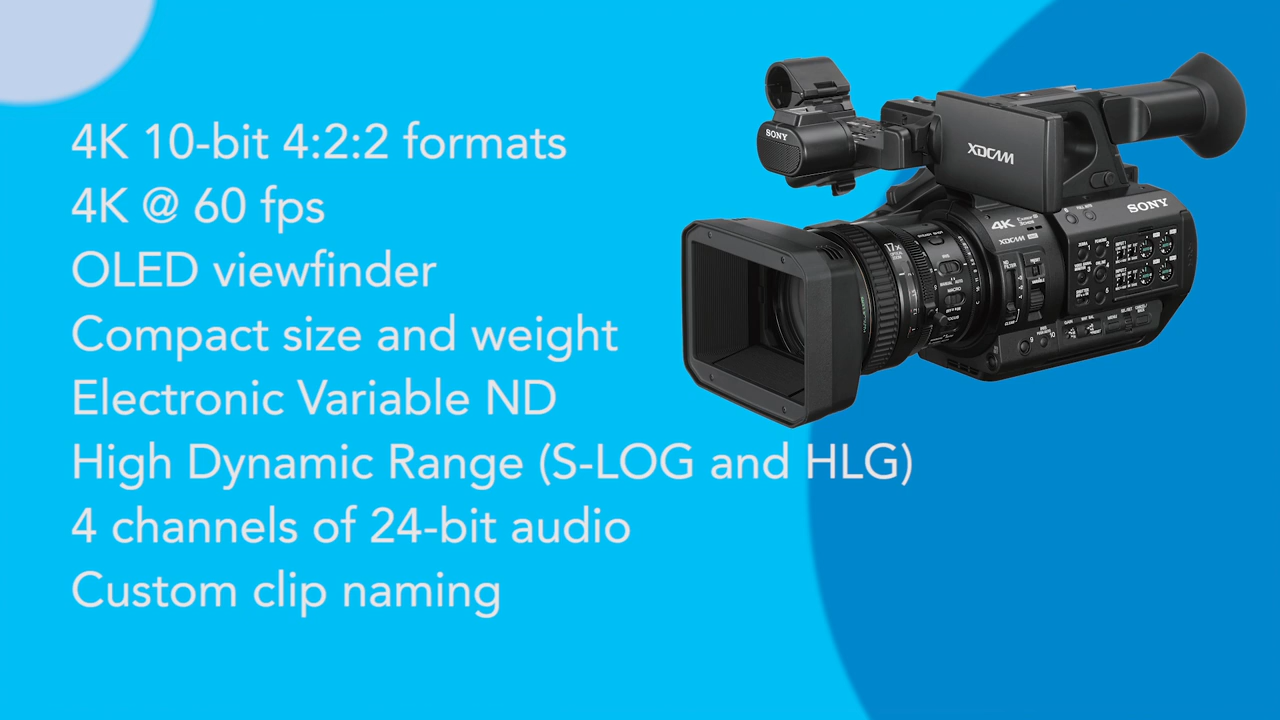 4K 10-bit 4:2:2 formats
4K @ 60 fps
OLED viewfinder
Compact size and weight
Electronic Variable ND
High Dynamic Range (S-LOG and HLG)
4 channels of 24-bit audio
Custom clip naming
SONY
XDCAM
SONY
4K
XDCAM
17x